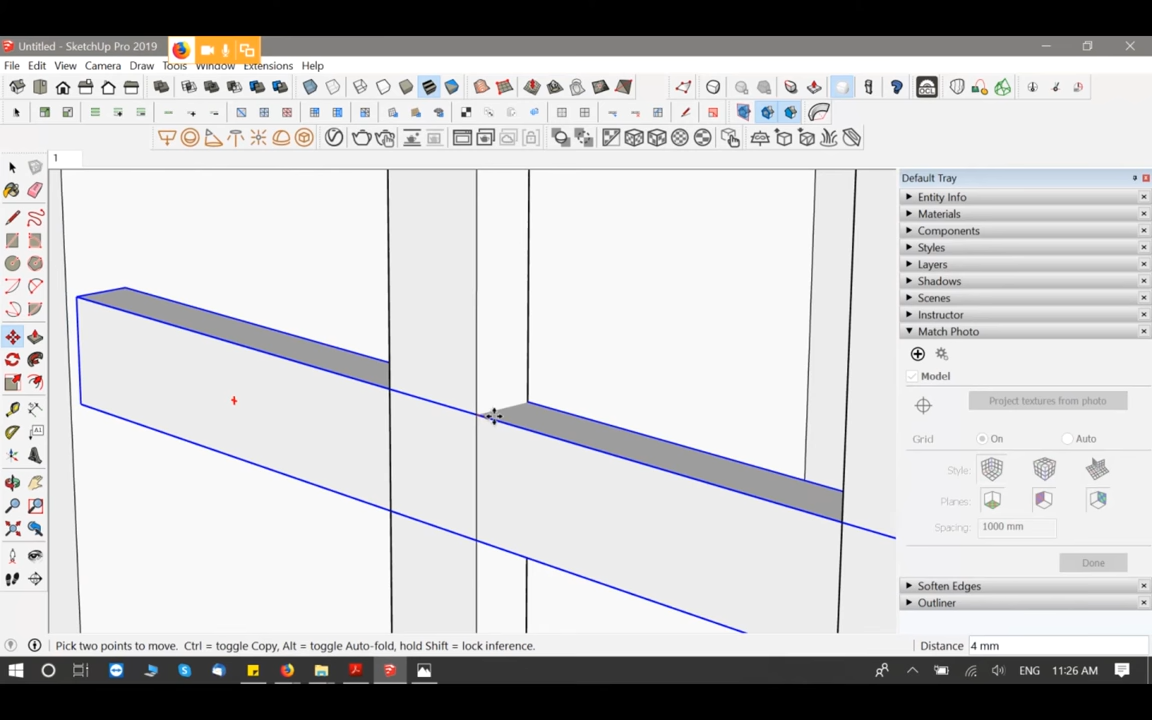 Untitled - SketchUp Pro 2019
File Edit View Camera Draw Tools Window Extensions Help
1
Default Tray
Entity Info
Materials
Components
Styles
Layers
Shadows
Scenes
Instructor
Match Photo
Model
Project textures from photo
Grid On Auto
Style:
Planes:
Spacing: 1000 mm
Done
Soften Edges
Outliner
Pick two points to move. Ctrl = toggle Copy, Alt = toggle Auto-fold, hold Shift = lock inference.
Distance 4 mm
ENG 11:26 AM